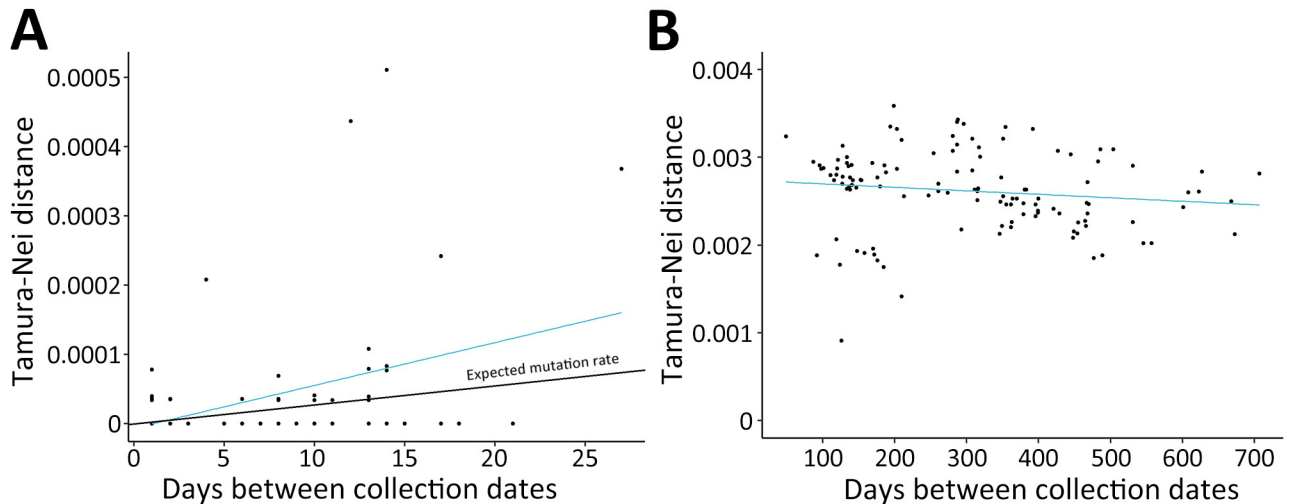 A
Tamura-Nei distance
0.0005
0.0004
0.0003
0.0002
0.0001
0
Expected mutation rate
0 5 10 15 20 25
Days between collection dates
B
Tamura-Nei distance
0.004
0.003
0.002
0.001
0
100 200 300 400 500 600 700
Days between collection dates